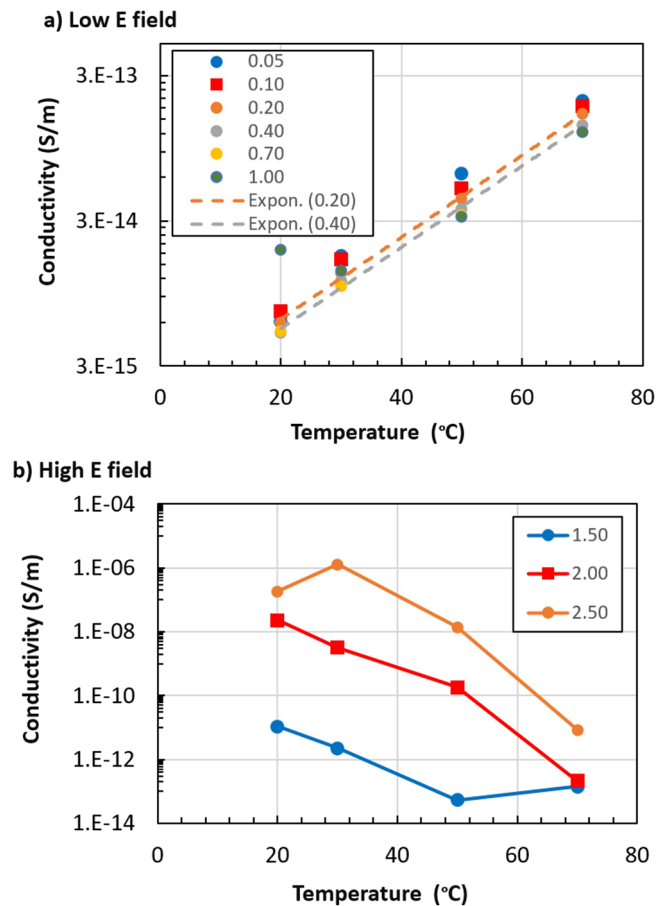 a) Low E field
Conductivity (S/m)
3.E-13
3.E-14
3.E-15
0.05
0.10
0.20
0.40
0.70
1.00
Expon. (0.20)
Expon. (0.40)
0 20 40 60 80
Temperature (°C)
b) High E field
Conductivity (S/m)
1.E-04
1.E-06
1.E-08
1.E-10
1.E-12
1.E-14
1.50
2.00
2.50
0 20 40 60 80
Temperature (°C)